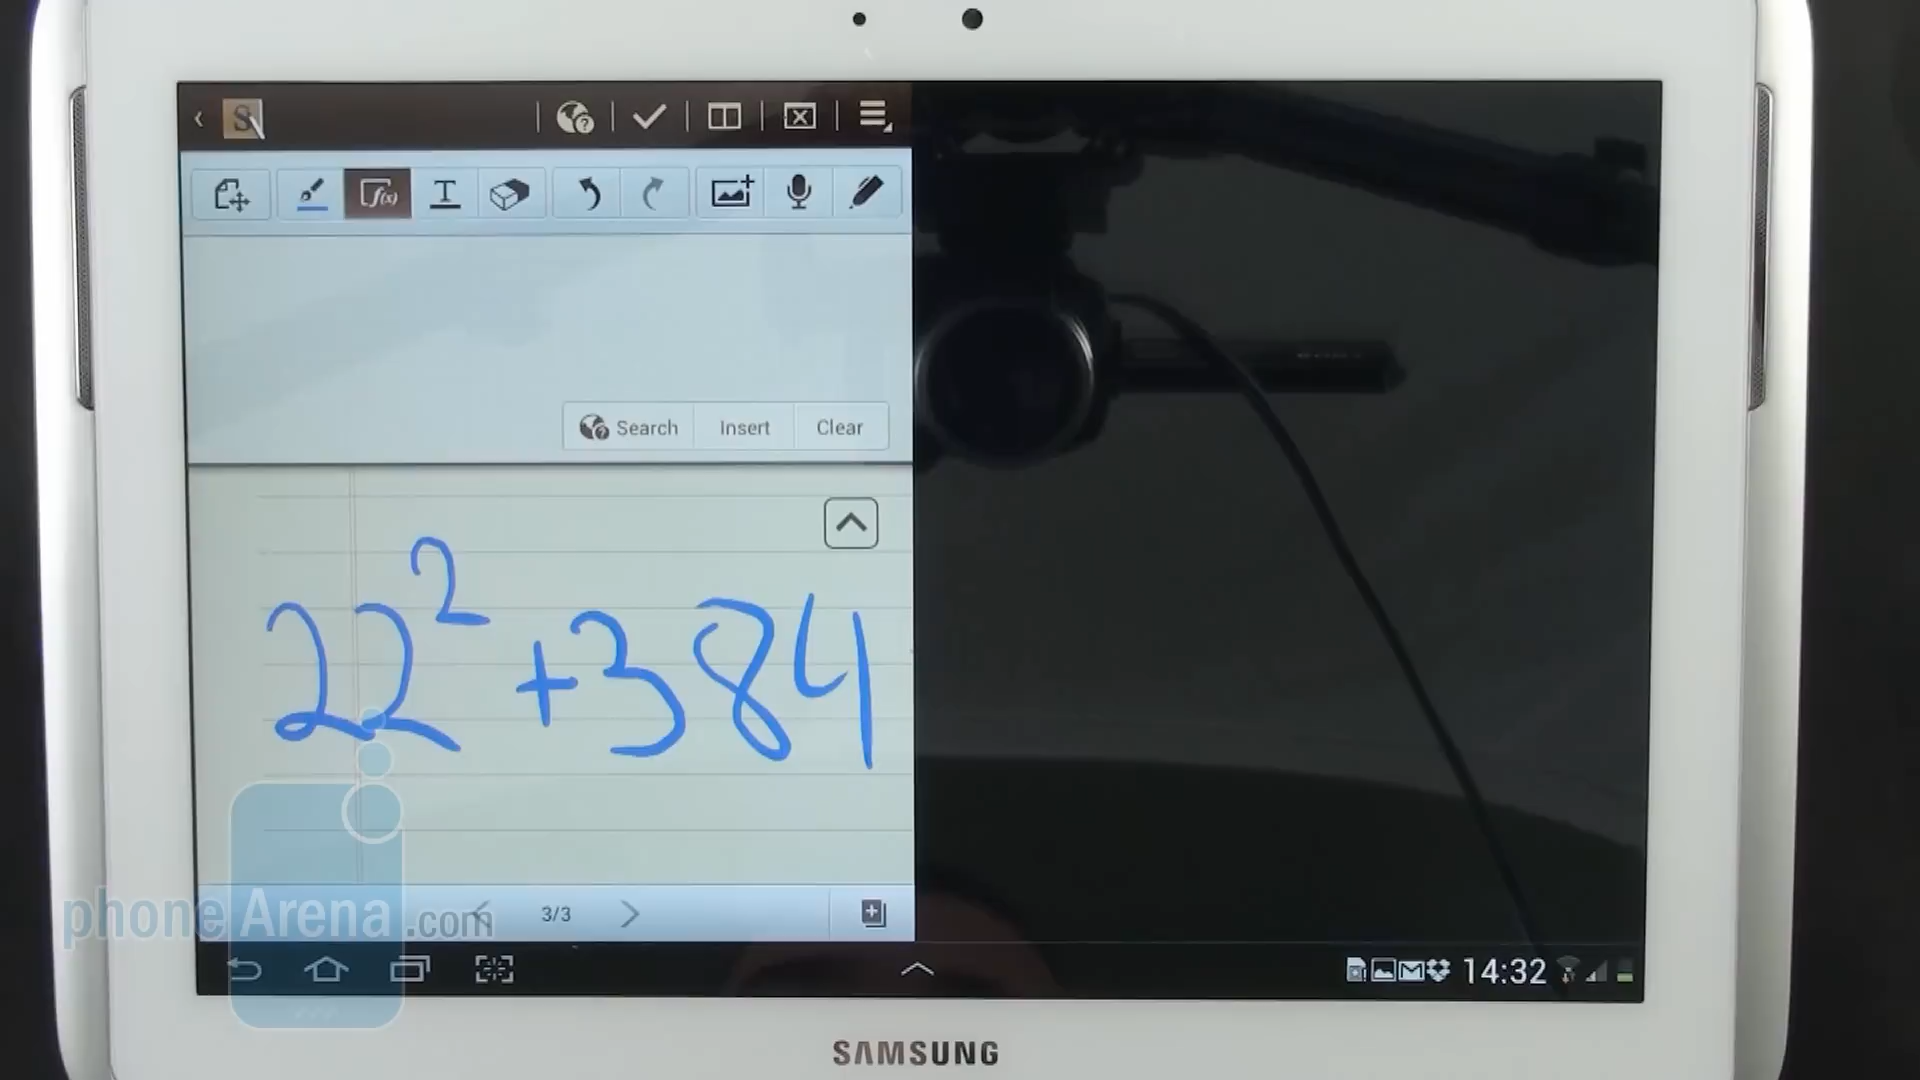 S
f(x) T
Search Insert Clear
22² +384
phoneArena.com
3/3
14:32
SAMSUNG